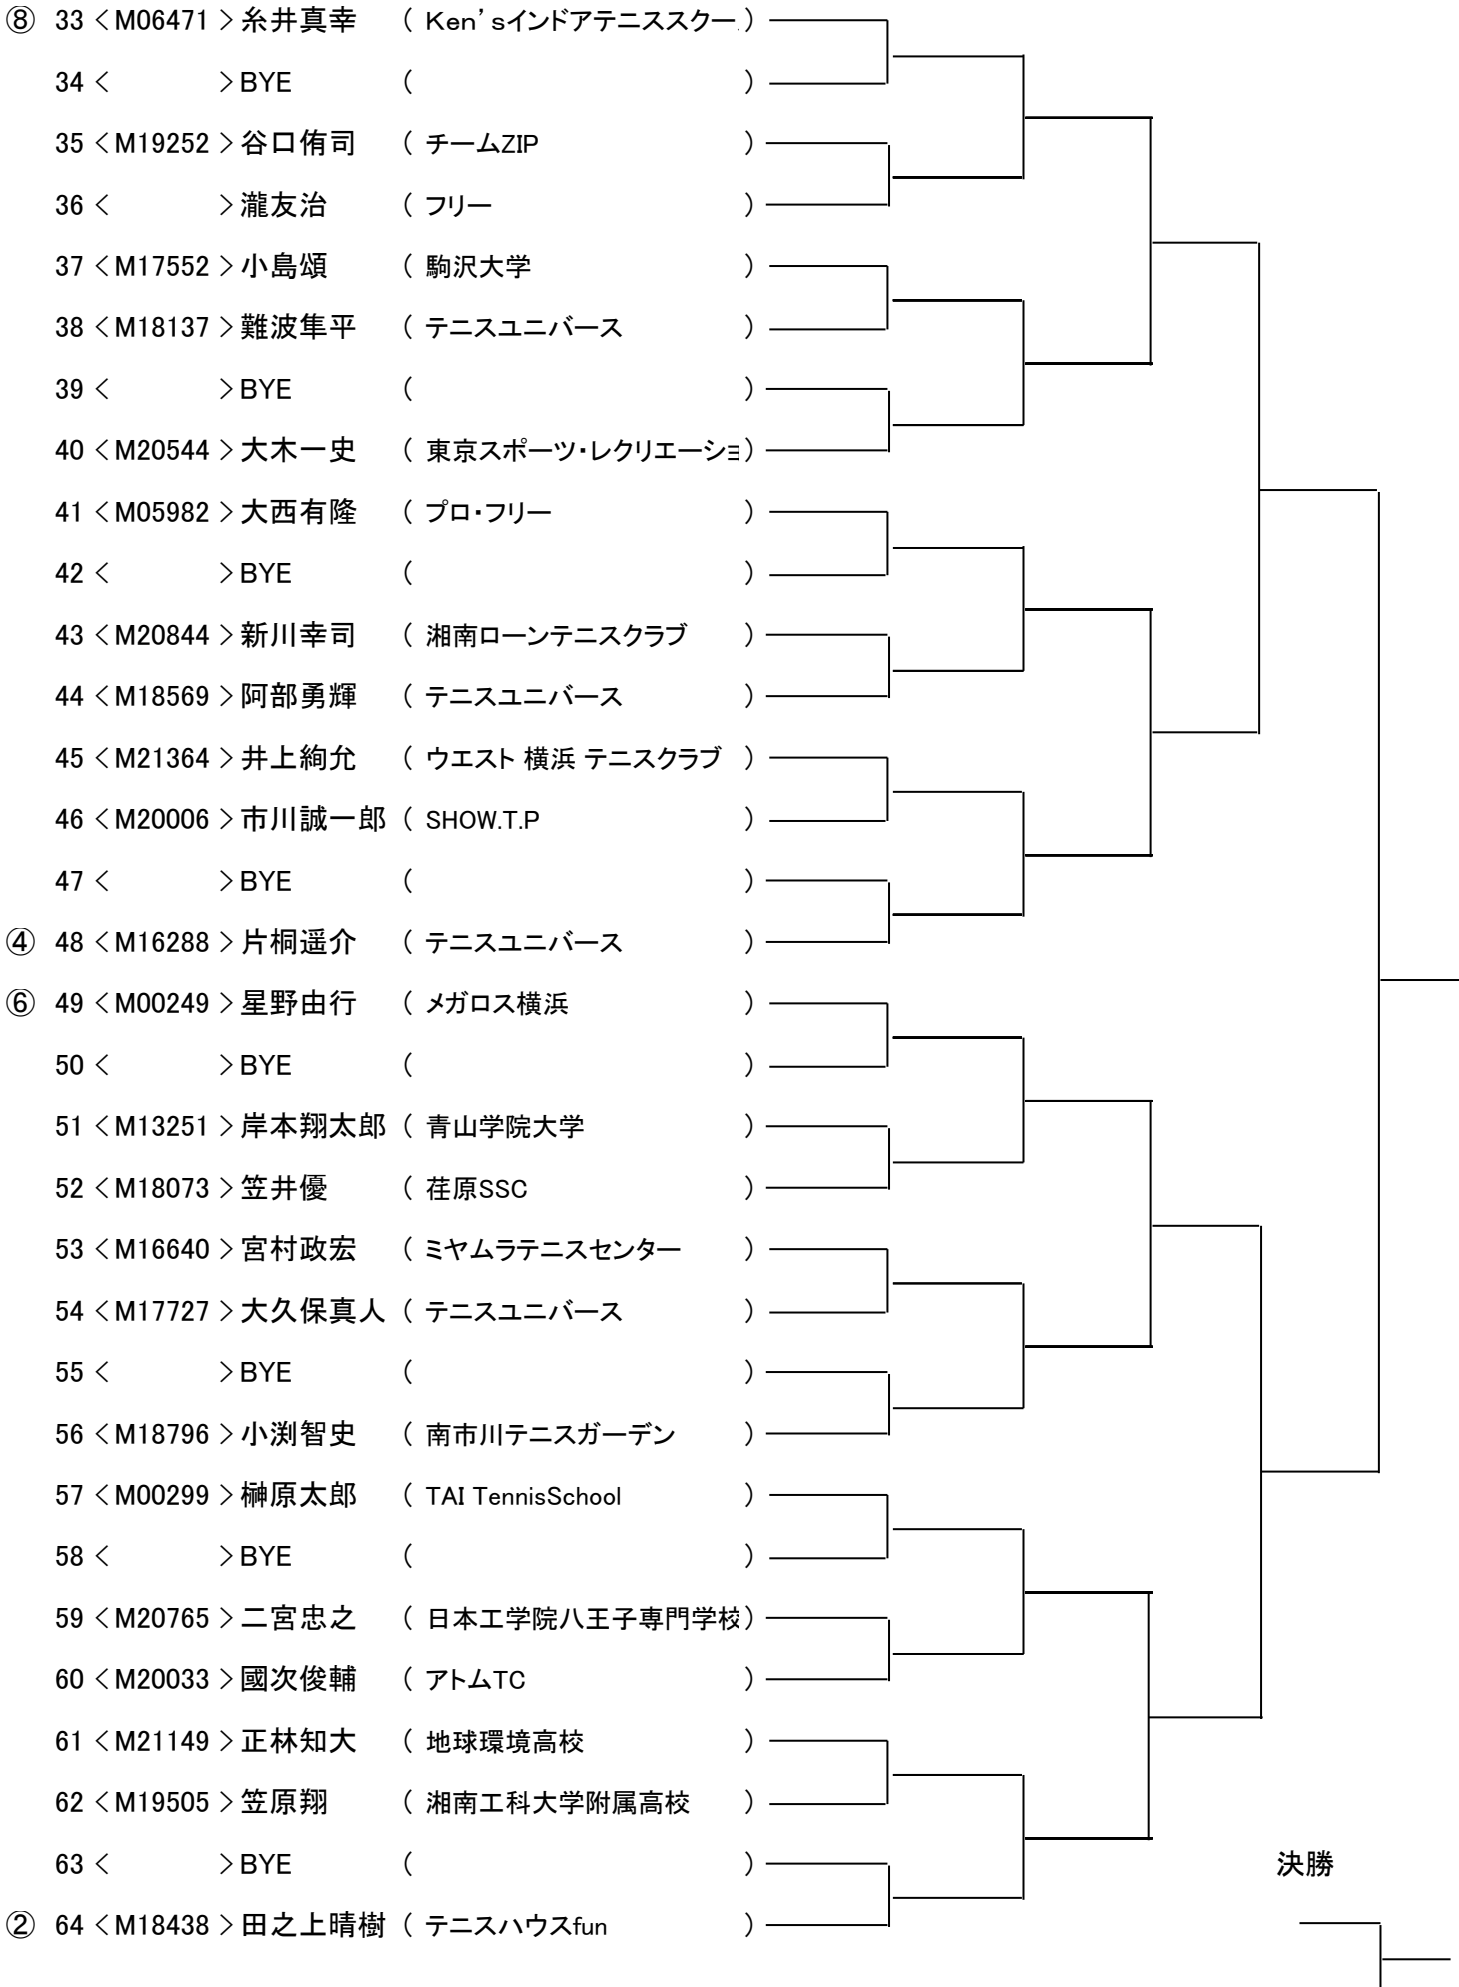 ⑧ 33 <M06471> 糸井真幸 ( Ken’sインドアテニススクー )
34 < > BYE ( )
35 <M19252> 谷口侑司 ( チームZIP )
36 < > 瀧友治 ( フリー )
37 <M17552> 小島頌 ( 駒沢大学 )
38 <M18137> 難波隼平 ( テニスユニバース )
39 < > BYE ( )
40 <M20544> 大木一史 ( 東京スポーツ・レクリエーショ )
41 <M05982> 大西有隆 ( プロ・フリー )
42 < > BYE ( )
43 <M20844> 新川幸司 ( 湘南ローンテニスクラブ )
44 <M18569> 阿部勇輝 ( テニスユニバース )
45 <M21364> 井上絢允 ( ウエスト 横浜 テニスクラブ )
46 <M20006> 市川誠一郎 ( SHOW.T.P )
47 < > BYE ( )
④ 48 <M16288> 片桐遥介 ( テニスユニバース )
⑥ 49 <M00249> 星野由行 ( メガロス横浜 )
50 < > BYE ( )
51 <M13251> 岸本翔太郎 ( 青山学院大学 )
52 <M18073> 笠井優 ( 荏原SSC )
53 <M16640> 宮村政宏 ( ミヤムラテニスセンター )
54 <M17727> 大久保真人 ( テニスユニバース )
55 < > BYE ( )
56 <M18796> 小渕智史 ( 南市川テニスガーデン )
57 <M00299> 榊原太郎 ( TAI TennisSchool )
58 < > BYE ( )
59 <M20765> 二宮忠之 ( 日本工学院八王子専門学校 )
60 <M20033> 國次俊輔 ( アトムTC )
61 <M21149> 正林知大 ( 地球環境高校 )
62 <M19505> 笠原翔 ( 湘南工科大学附属高校 )
63 < > BYE ( )
決勝
② 64 <M18438> 田之上晴樹 ( テニスハウスfun )